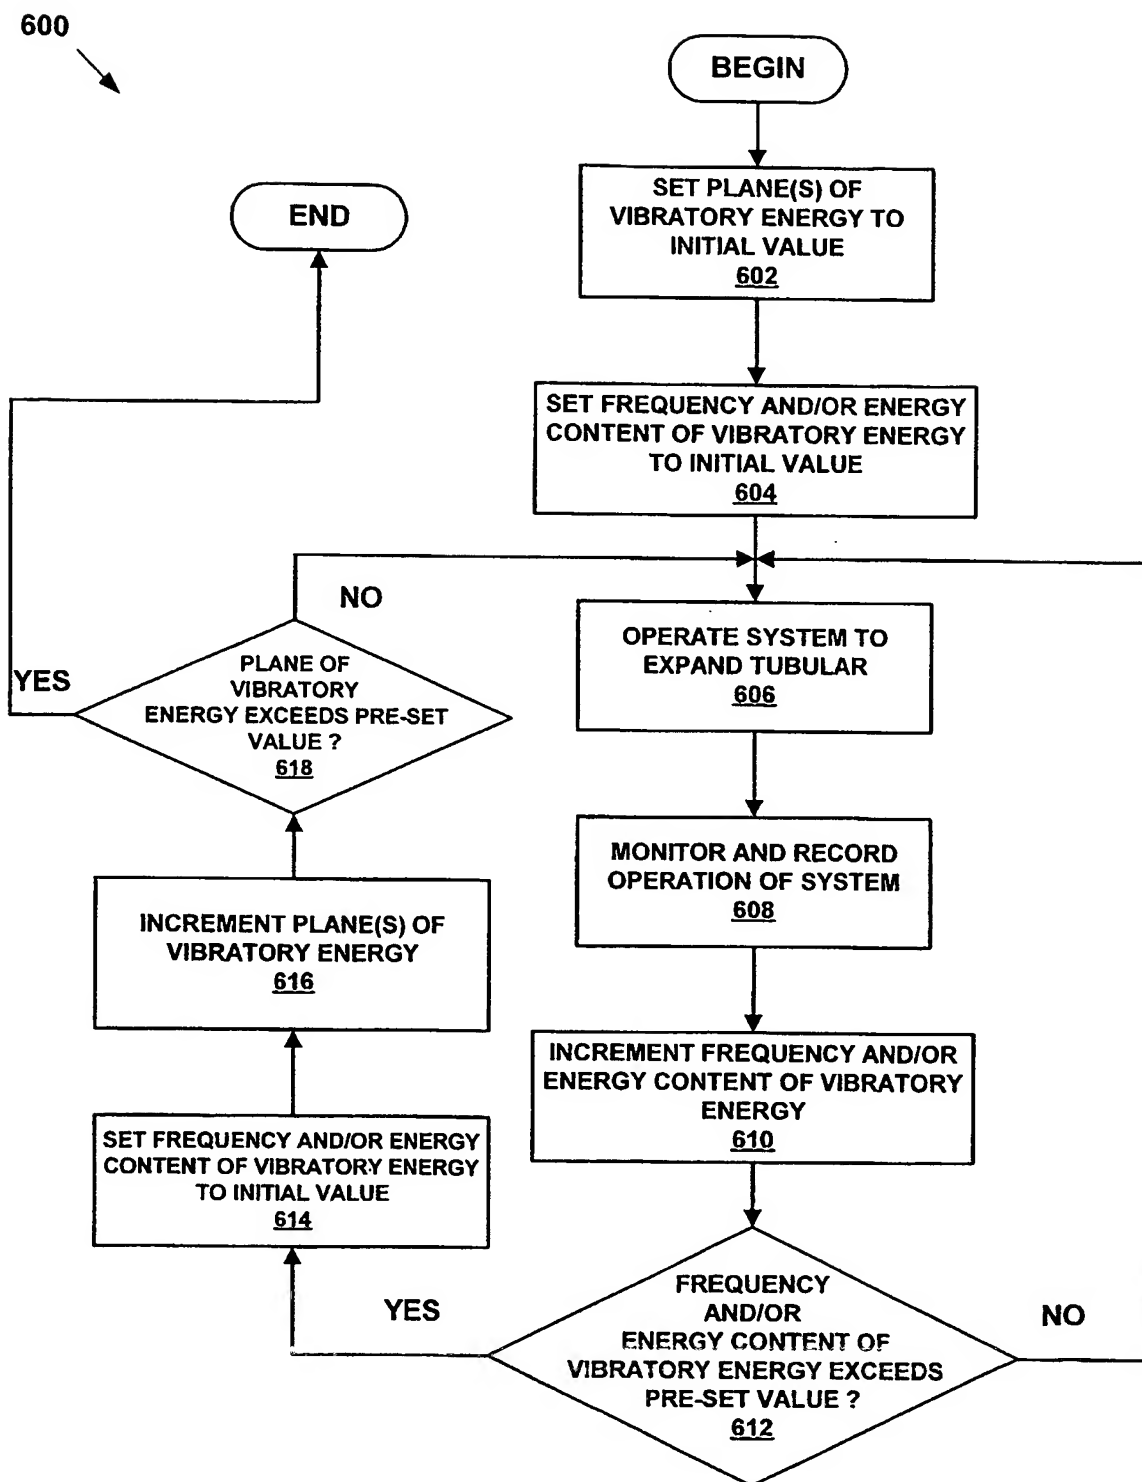 600
BEGIN
SET PLANE(S) OF
VIBRATORY ENERGY TO
INITIAL VALUE
602
END
SET FREQUENCY AND/OR ENERGY
CONTENT OF VIBRATORY ENERGY
TO INITIAL VALUE
604
NO
OPERATE SYSTEM TO
EXPAND TUBULAR
606
YES
PLANE OF
VIBRATORY
ENERGY EXCEEDS PRE-SET
VALUE ?
618
MONITOR AND RECORD
OPERATION OF SYSTEM
608
INCREMENT PLANE(S) OF
VIBRATORY ENERGY
616
INCREMENT FREQUENCY AND/OR
ENERGY CONTENT OF VIBRATORY
ENERGY
610
SET FREQUENCY AND/OR ENERGY
CONTENT OF VIBRATORY ENERGY
TO INITIAL VALUE
614
YES
FREQUENCY
AND/OR
ENERGY CONTENT OF
VIBRATORY ENERGY EXCEEDS
PRE-SET VALUE ?
612
NO